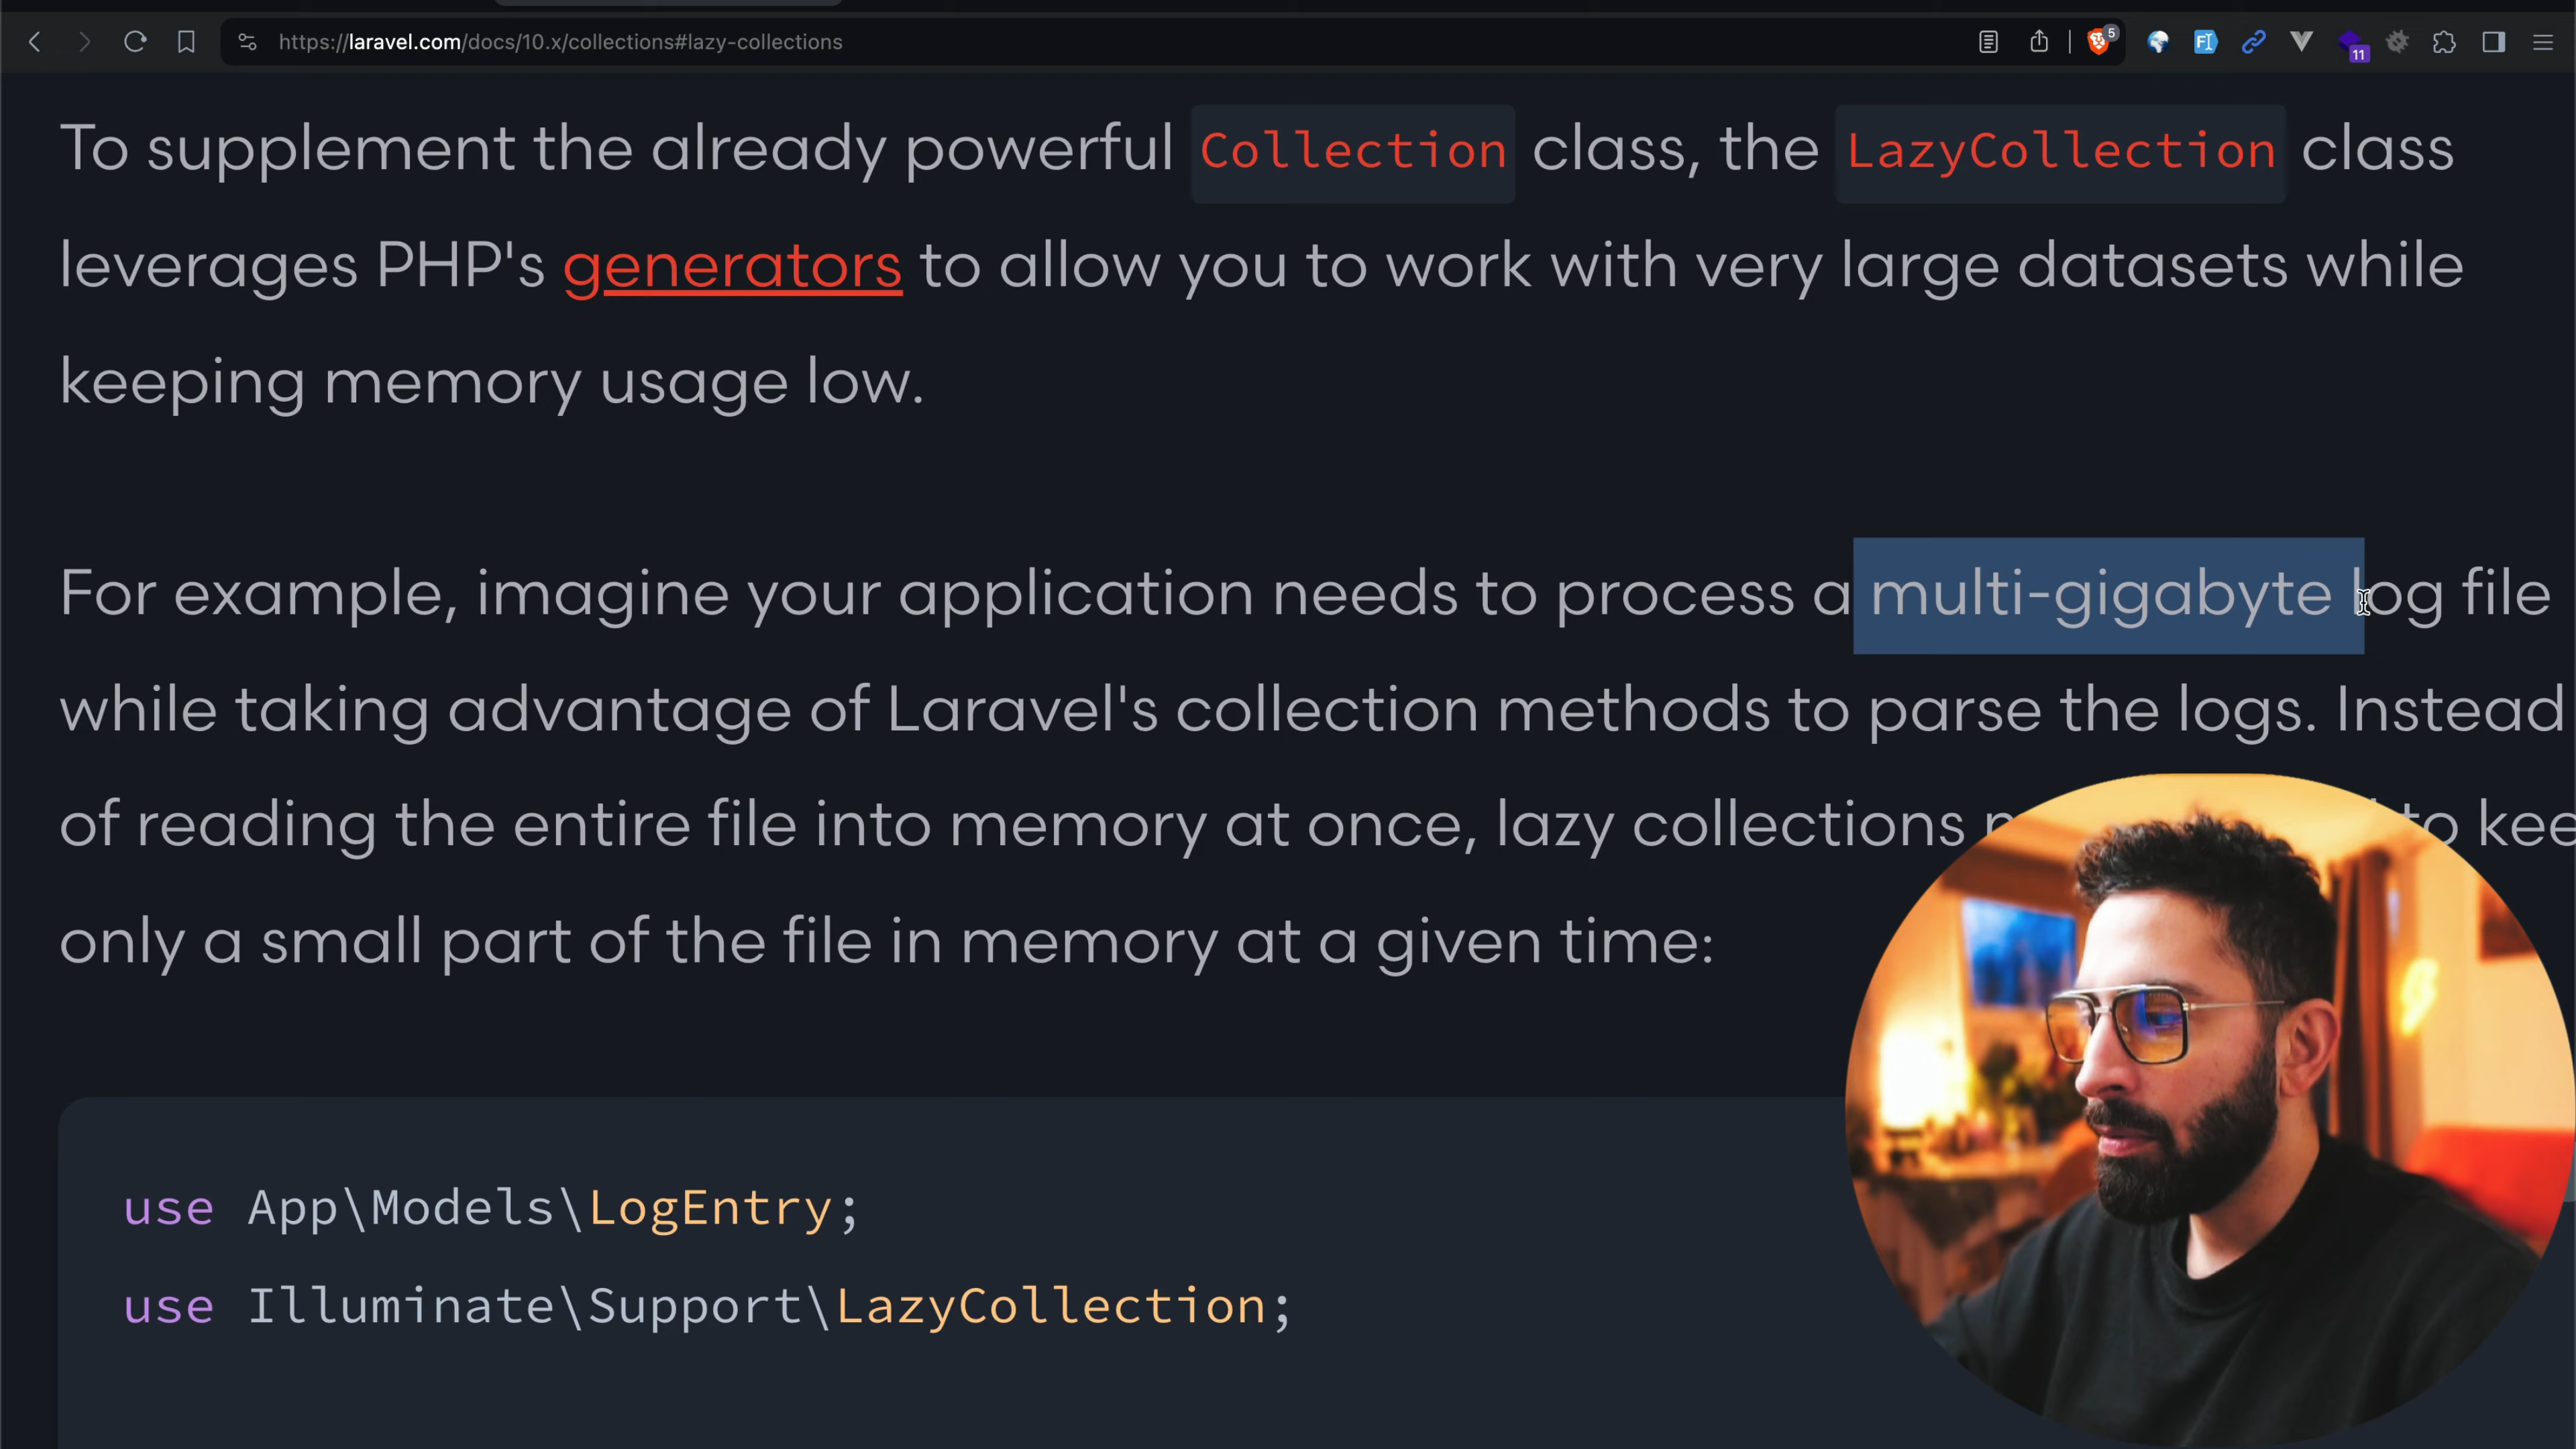 https://laravel.com/docs/10.x/collections#lazy-collections
5
FI
11
To supplement the already powerful Collection class, the LazyCollection class
leverages PHP's generators to allow you to work with very large datasets while
keeping memory usage low.
For example, imagine your application needs to process a multi-gigabyte log file
while taking advantage of Laravel's collection methods to parse the logs. Instead
of reading the entire file into memory at once, lazy collections to
only a small part of the file in memory at a given time:
use App\Models\LogEntry;
use Illuminate\Support\LazyCollection;